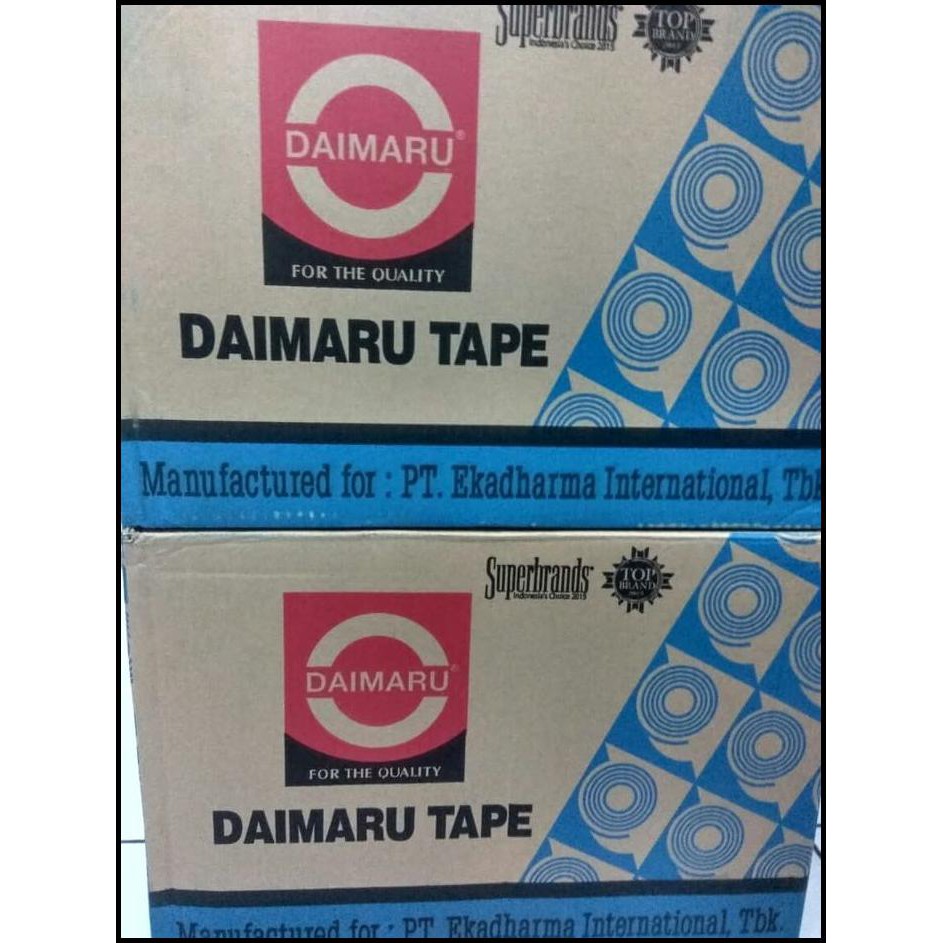 Superbrands
Indonesia's Choice 2015
TOP
BRAND
DAIMARU®
FOR THE QUALITY
DAIMARU TAPE
Manufactured for : PT. Ekadharma International, Tbk
Superbrands
Indonesia's Choice 2015
TOP
BRAND
DAIMARU®
FOR THE QUALITY
DAIMARU TAPE
Manufactured for : PT. Ekadharma International, Tbk.